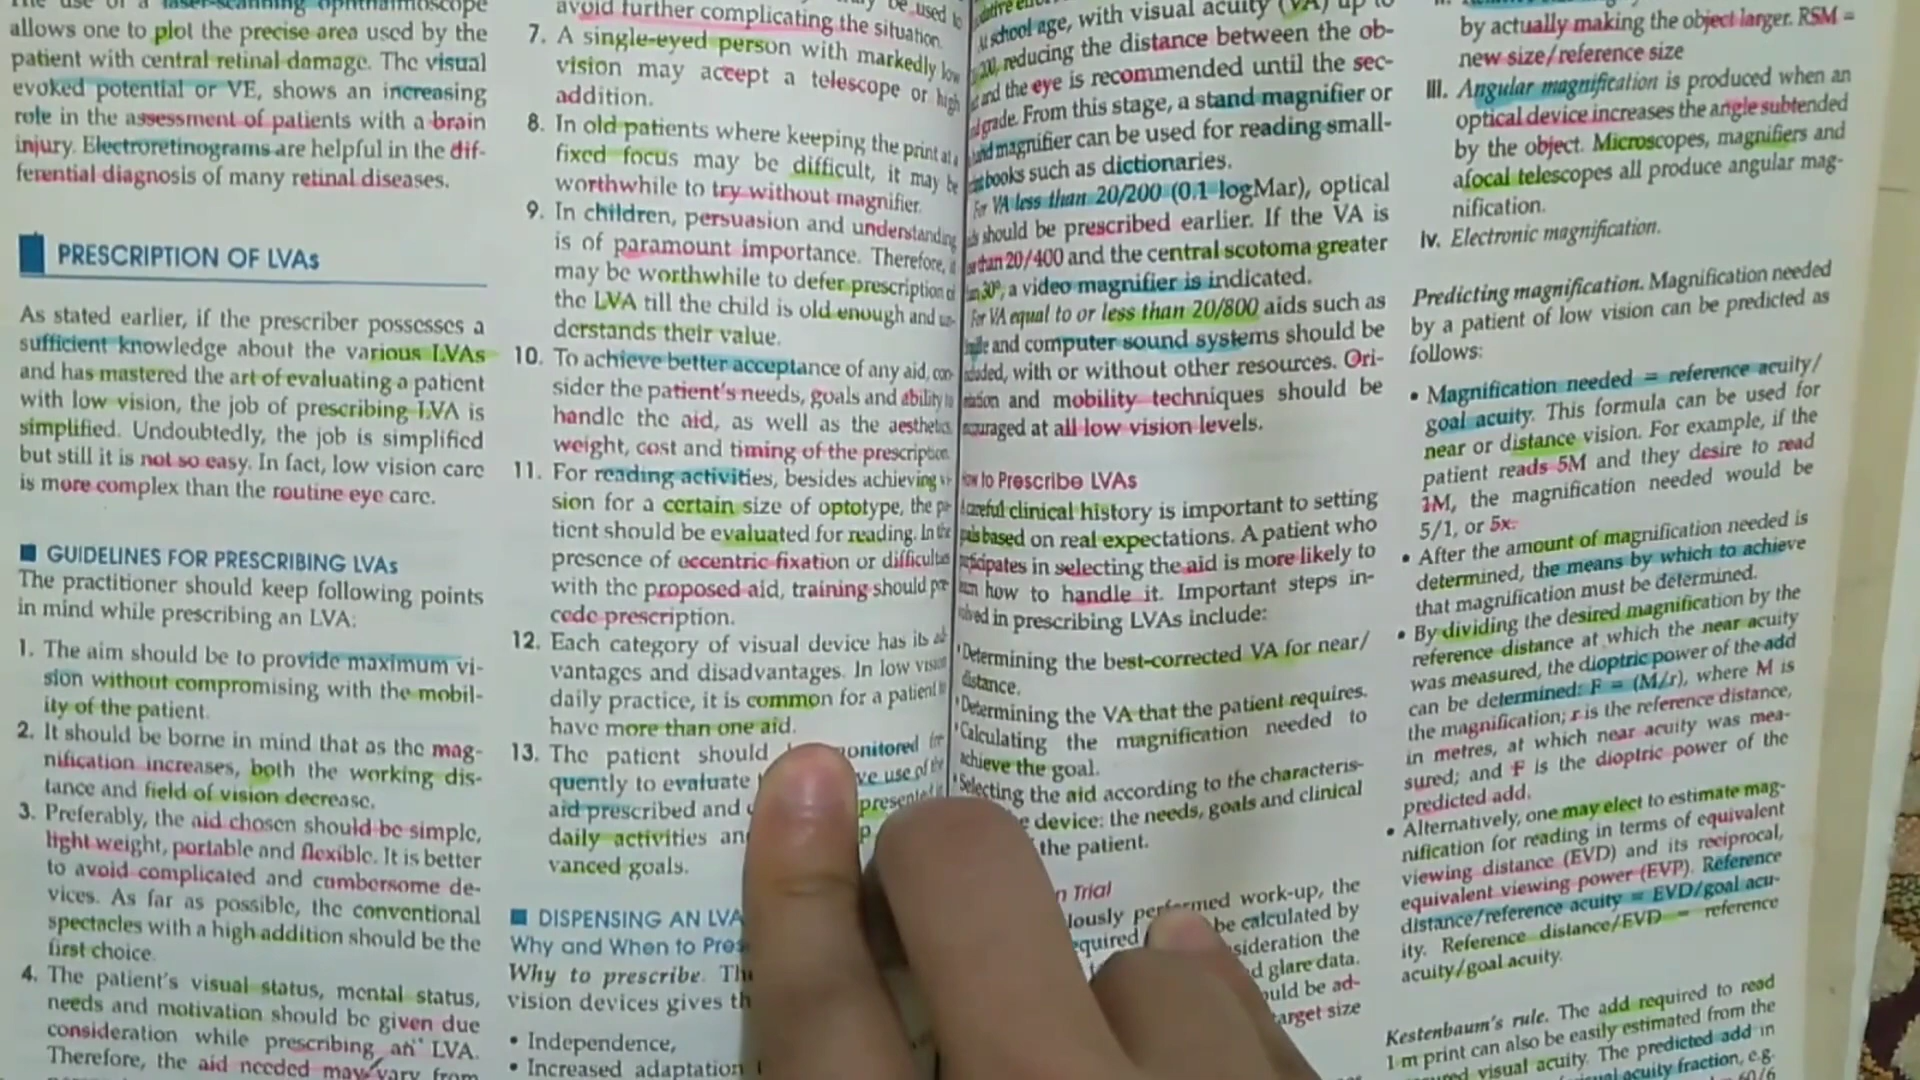 The use of a laser-scanning ophthalmoscope
allows one to plot the precise area used by the
patient with central retinal damage. The visual
evoked potential or VE, shows an increasing
role in the assessment of patients with a brain
injury. Electroretinograms are helpful in the dif-
ferential diagnosis of many retinal diseases.
PRESCRIPTION OF LVAs
As stated earlier, if the prescriber possesses a
sufficient knowledge about the various LVAs
and has mastered the art of evaluating a patient
with low vision, the job of prescribing LVA is
simplified. Undoubtedly, the job is simplified
but still it is not so easy. In fact, low vision care
is more complex than the routine eye care.
GUIDELINES FOR PRESCRIBING LVAs
The practitioner should keep following points
in mind while prescribing an LVA:
1. The aim should be to provide maximum vi-
sion without compromising with the mobil-
ity of the patient.
2. It should be borne in mind that as the mag-
nification increases, both the working dis-
tance and field of vision decrease.
3. Preferably, the aid chosen should be simple,
light weight, portable and flexible. It is better
to avoid complicated and cumbersome de-
vices. As far as possible, the conventional
spectacles with a high addition should be the
first choice.
4. The patient's visual status, mental status,
needs and motivation should be given due
consideration while prescribing an LVA.
Therefore, the aid needed may vary from
be used to
avoid further complicating the situation.
7. A single-eyed person with markedly low
vision may accept a telescope or high
addition.
8. In old patients where keeping the print at a
fixed focus may be difficult, it may be
worthwhile to try without magnifier.
9. In children, persuasion and understanding
is of paramount importance. Therefore, it
may be worthwhile to defer prescription of
the LVA till the child is old enough and un-
derstands their value.
10. To achieve better acceptance of any aid, con-
sider the patient's needs, goals and ability to
handle the aid, as well as the aesthetics,
weight, cost and timing of the prescription.
11. For reading activities, besides achieving vi-
sion for a certain size of optotype, the pa-
tient should be evaluated for reading. In the
presence of eccentric fixation or difficulties
with the proposed aid, training should pre-
cede prescription.
12. Each category of visual device has its ad-
vantages and disadvantages. In low vision
daily practice, it is common for a patient to
have more than one aid.
13. The patient should monitored fre-
quently to evaluate use of the
aid prescribed and presented
daily activities
vanced goals.
DISPENSING AN LVA
Why and When to Pres
Why to prescribe.
vision devices gives
• Independence,
• Increased adaptation
school age, with visual acuity (VA) up to
reducing the distance between the ob-
and the eye is recommended until the sec-
grade. From this stage, a stand magnifier or
magnifier can be used for reading small-
books such as dictionaries.
For VA less than 20/200 (0.1 logMar), optical
should be prescribed earlier. If the VA is
than 20/400 and the central scotoma greater
30°, a video magnifier is indicated.
For VA equal to or less than 20/800 aids such as
and computer sound systems should be
with or without other resources. Ori-
and mobility techniques should be
at all low vision levels.
How to Prescribe LVAs
A careful clinical history is important to setting
based on real expectations. A patient who
participates in selecting the aid is more likely to
how to handle it. Important steps in-
in prescribing LVAs include:
Determining the best-corrected VA for near/
distance.
Determining the VA that the patient requires.
Calculating the magnification needed to
achieve the goal.
Selecting the aid according to the characteris-
device: the needs, goals and clinical
the patient.
Trial
performed work-up, the
be calculated by
the
glare data.
be ad-
size
by actually making the object larger. RSM =
new size/reference size
III. Angular magnification is produced when an
optical device increases the angle subtended
by the object. Microscopes, magnifiers and
afocal telescopes all produce angular mag-
nification.
iv. Electronic magnification.
Predicting magnification. Magnification needed
by a patient of low vision can be predicted as
follows:
• Magnification needed = reference acuity/
goal acuity. This formula can be used for
near or distance vision. For example, if the
patient reads 5M and they desire to read
1M, the magnification needed would be
5/1, or 5x.
• After the amount of magnification needed is
determined, the means by which to achieve
that magnification must be determined.
• By dividing the desired magnification by the
reference distance at which the near acuity
was measured, the dioptric power of the add
can be determined: F = (M/r), where M is
the magnification; r is the reference distance,
in metres, at which near acuity was mea-
sured; and F is the dioptric power of the
predicted add.
• Alternatively, one may elect to estimate mag-
nification for reading in terms of equivalent
viewing distance (EVD) and its reciprocal,
equivalent viewing power (EVP). Reference
distance/reference acuity = EVD/goal acu-
ity. Reference distance/EVD = reference
acuity/goal acuity.
Kestenbaum's rule. The add required to read
1 m print can also be easily estimated from the
visual acuity. The predicted add in
acuity fraction, e.g.